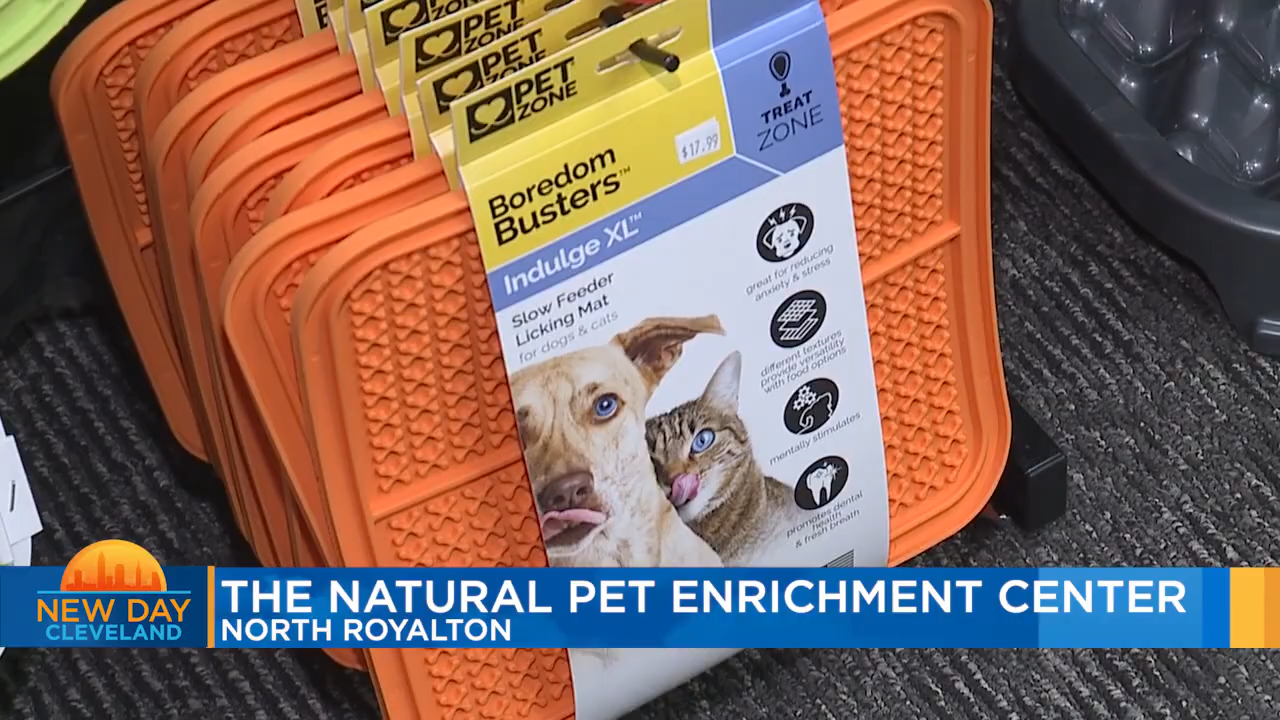 ZONE
PET
ZONE
PET
ZONE
PET
ZONE
TREAT
ZONE
$17.99
Boredom
Busters™
Indulge XL™
Slow Feeder
Licking Mat
for dogs & cats
great for reducing
anxiety & stress
different textures
provide versatility
with food options
mentally stimulates
promotes dental
health
& fresh breath
NEW DAY
CLEVELAND
THE NATURAL PET ENRICHMENT CENTER
NORTH ROYALTON